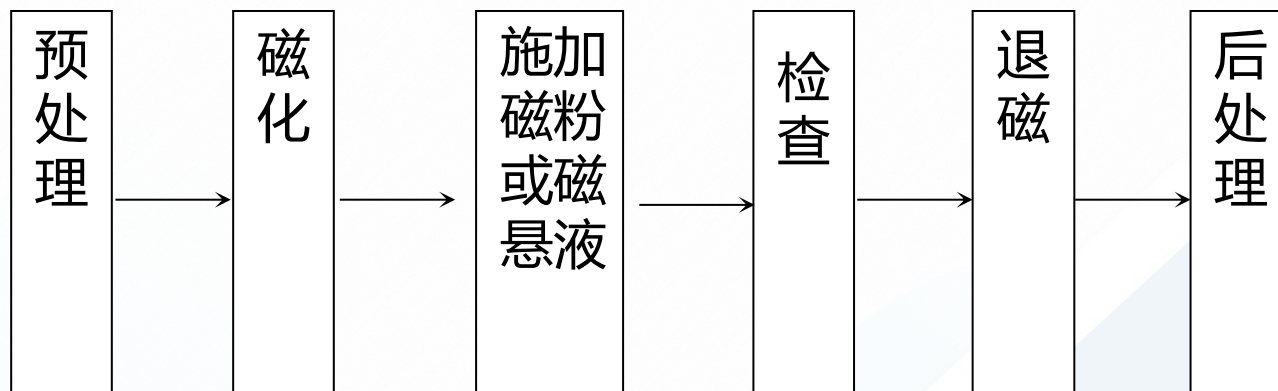 预
处
理
磁
化
施加
磁粉
或磁
悬液
检
查
退
磁
后
处
理